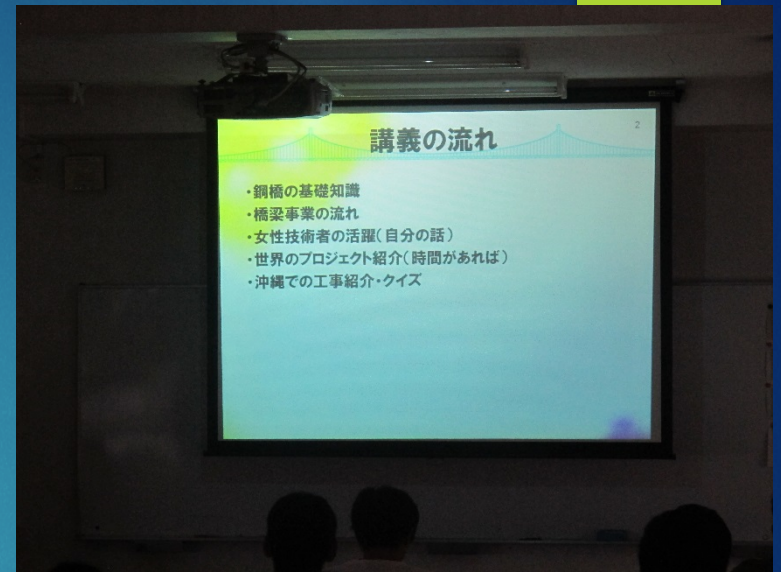 2
講義の流れ
・鋼橋の基礎知識
・橋梁事業の流れ
・女性技術者の活躍(自分の話)
・世界のプロジェクト紹介(時間があれば)
・沖縄での工事紹介・クイズ